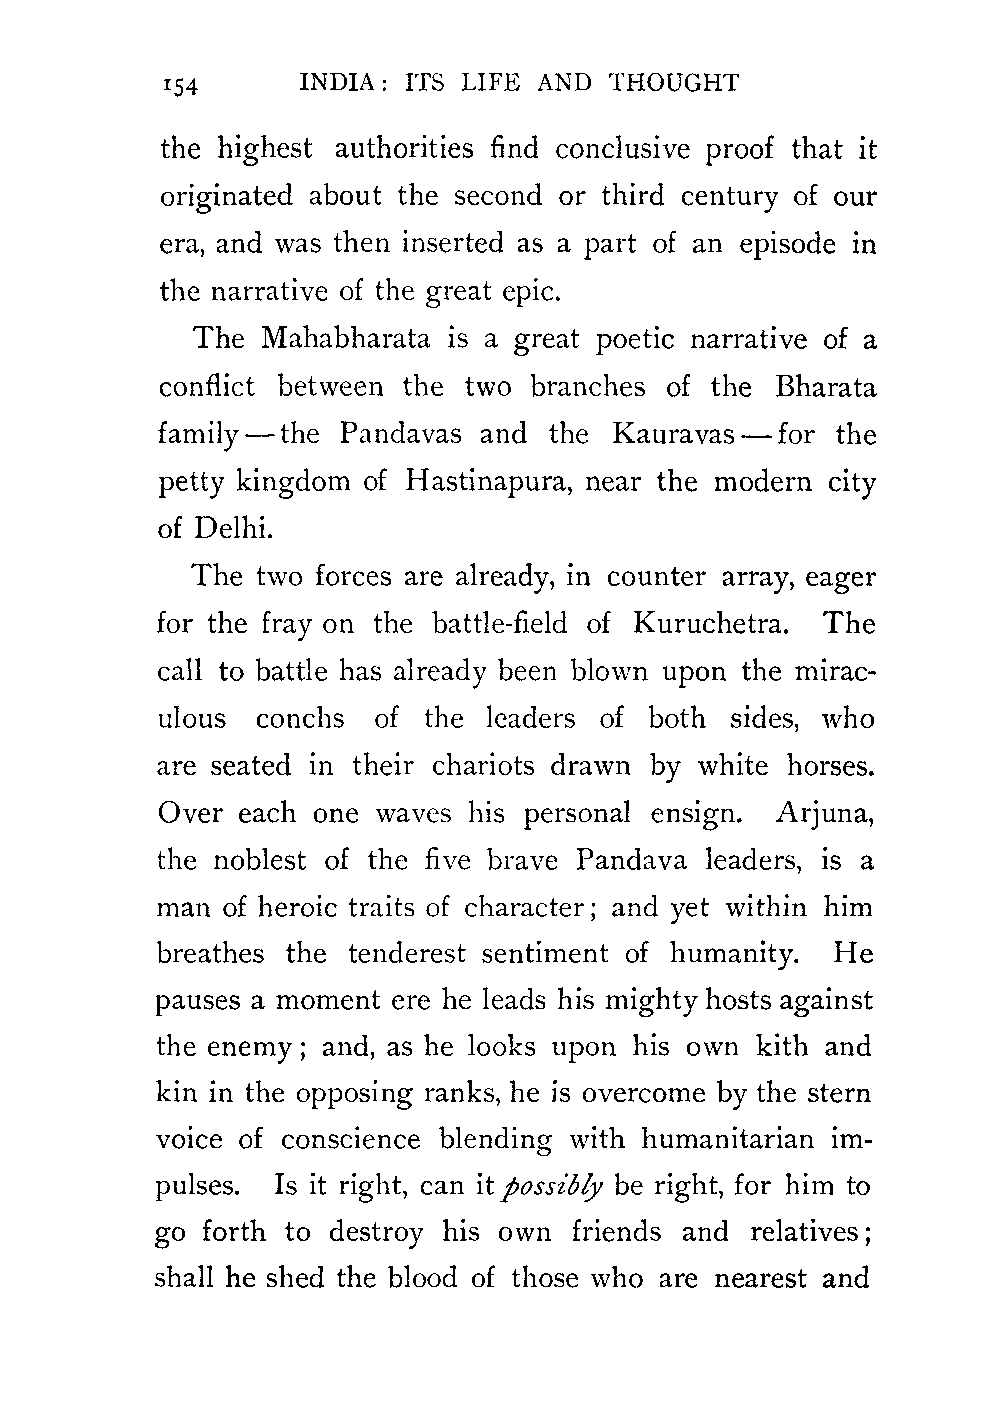 154 INDIA: ITS LIFE AND THOUGHT
the highest authorities find conclusive proof that it
originated about the second or third century of our
era, and was then inserted as a part of an episode in
the narrative of the great epic.
The Mahabharata is a great poetic narrative of a
conflict between the two branches of the Bharata
family—the Pandavas and the Kauravas—for the
petty kingdom of Hastinapura, near the modern city
of Delhi.
The two forces are already, in counter array, eager
for the fray on the battle-field of Kuruchetra. The
call to battle has already been blown upon the mirac-
ulous conchs of the leaders of both sides, who
are seated in their chariots drawn by white horses.
Over each one waves his personal ensign. Arjuna,
the noblest of the five brave Pandava leaders, is a
man of heroic traits of character; and yet within him
breathes the tenderest sentiment of humanity. He
pauses a moment ere he leads his mighty hosts against
the enemy; and, as he looks upon his own kith and
kin in the opposing ranks, he is overcome by the stern
voice of conscience blending with humanitarian im-
pulses. Is it right, can it possibly be right, for him to
go forth to destroy his own friends and relatives;
shall he shed the blood of those who are nearest and